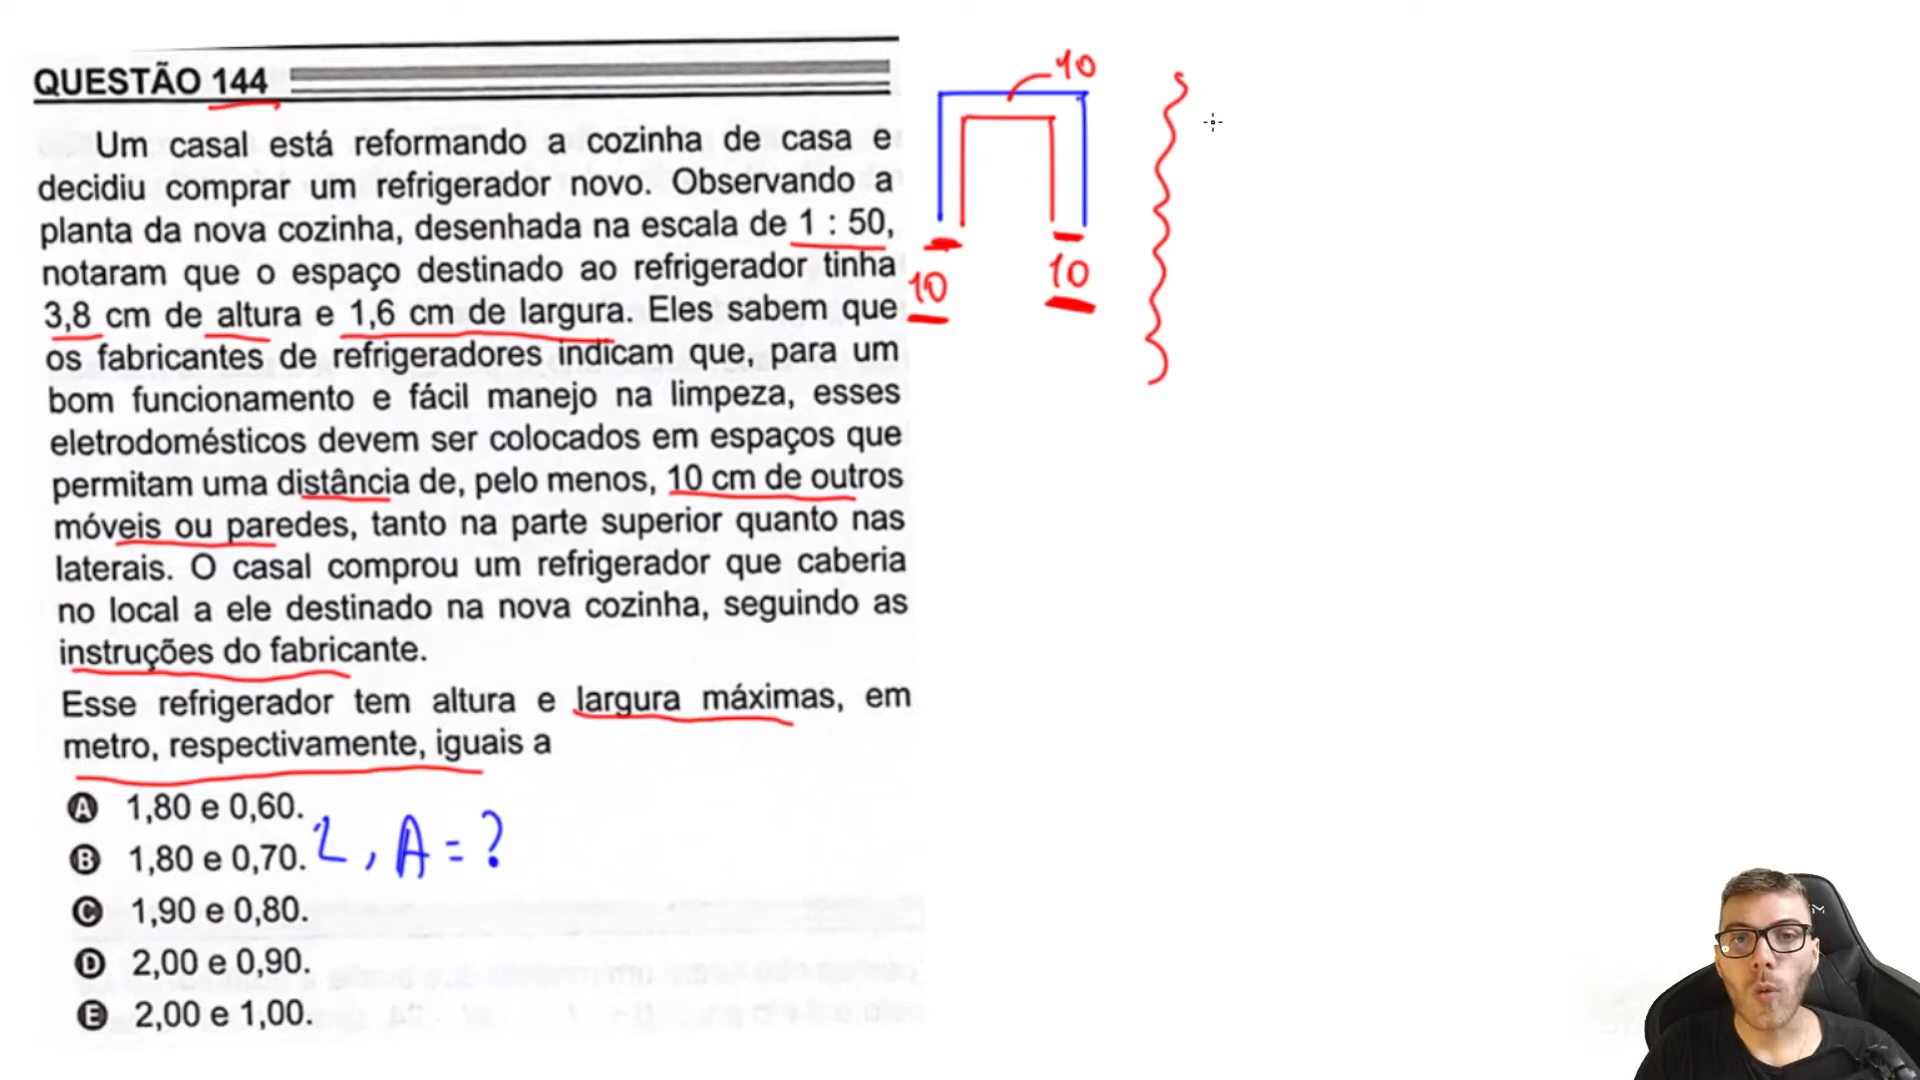 QUESTÃO 144
Um casal está reformando a cozinha de casa e
decidiu comprar um refrigerador novo. Observando a
planta da nova cozinha, desenhada na escala de 1 : 50,
notaram que o espaço destinado ao refrigerador tinha
3,8 cm de altura e 1,6 cm de largura. Eles sabem que
os fabricantes de refrigeradores indicam que, para um
bom funcionamento e fácil manejo na limpeza, esses
eletrodomésticos devem ser colocados em espaços que
permitam uma distância de, pelo menos, 10 cm de outros
móveis ou paredes, tanto na parte superior quanto nas
laterais. O casal comprou um refrigerador que caberia
no local a ele destinado na nova cozinha, seguindo as
instruções do fabricante.
Esse refrigerador tem altura e largura máximas, em
metro, respectivamente, iguais a
A 1,80 e 0,60.
B 1,80 e 0,70.
C 1,90 e 0,80.
D 2,00 e 0,90.
E 2,00 e 1,00.
L, A = ?
10
10
10